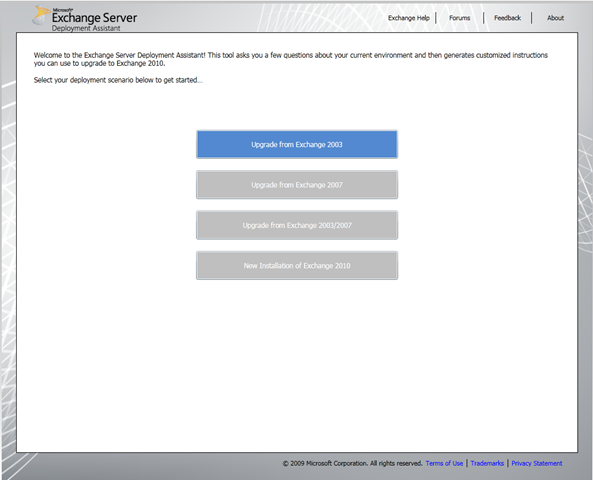 Microsoft®
Exchange Server
Deployment Assistant
Exchange Help
Forums
Feedback
About
Welcome to the Exchange Server Deployment Assistant! This tool asks you a few questions about your current environment and then generates customized instructions
you can use to upgrade to Exchange 2010.
Select your deployment scenario below to get started...
Upgrade from Exchange 2003
Upgrade from Exchange 2007
Upgrade from Exchange 2003/2007
New Installation of Exchange 2010
© 2009 Microsoft Corporation. All rights reserved. Terms of Use | Trademarks | Privacy Statement